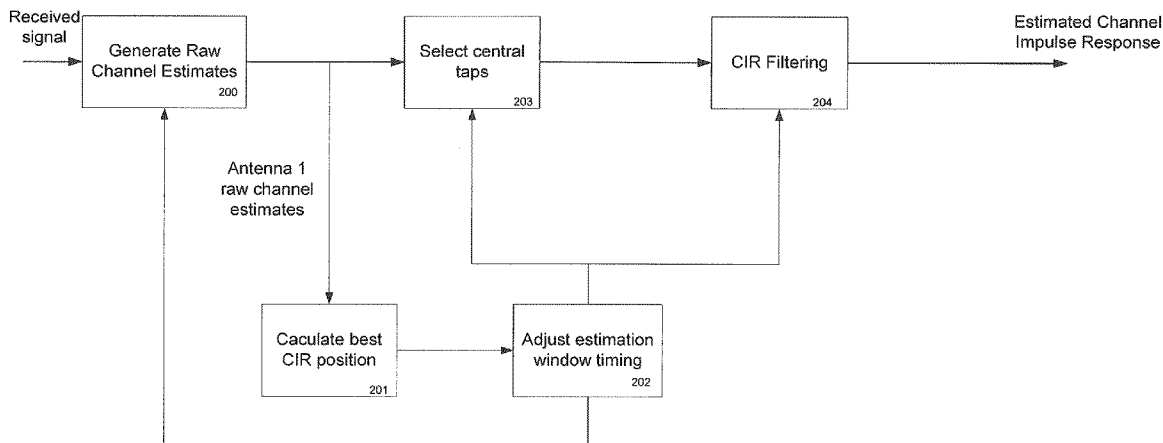 Received
signal
Generate Raw
Channel Estimates
200
Select central
taps
203
CIR Filtering
204
Estimated Channel
Impulse Response
Antenna 1
raw channel
estimates
Caculate best
CIR position
201
Adjust estimation
window timing
202